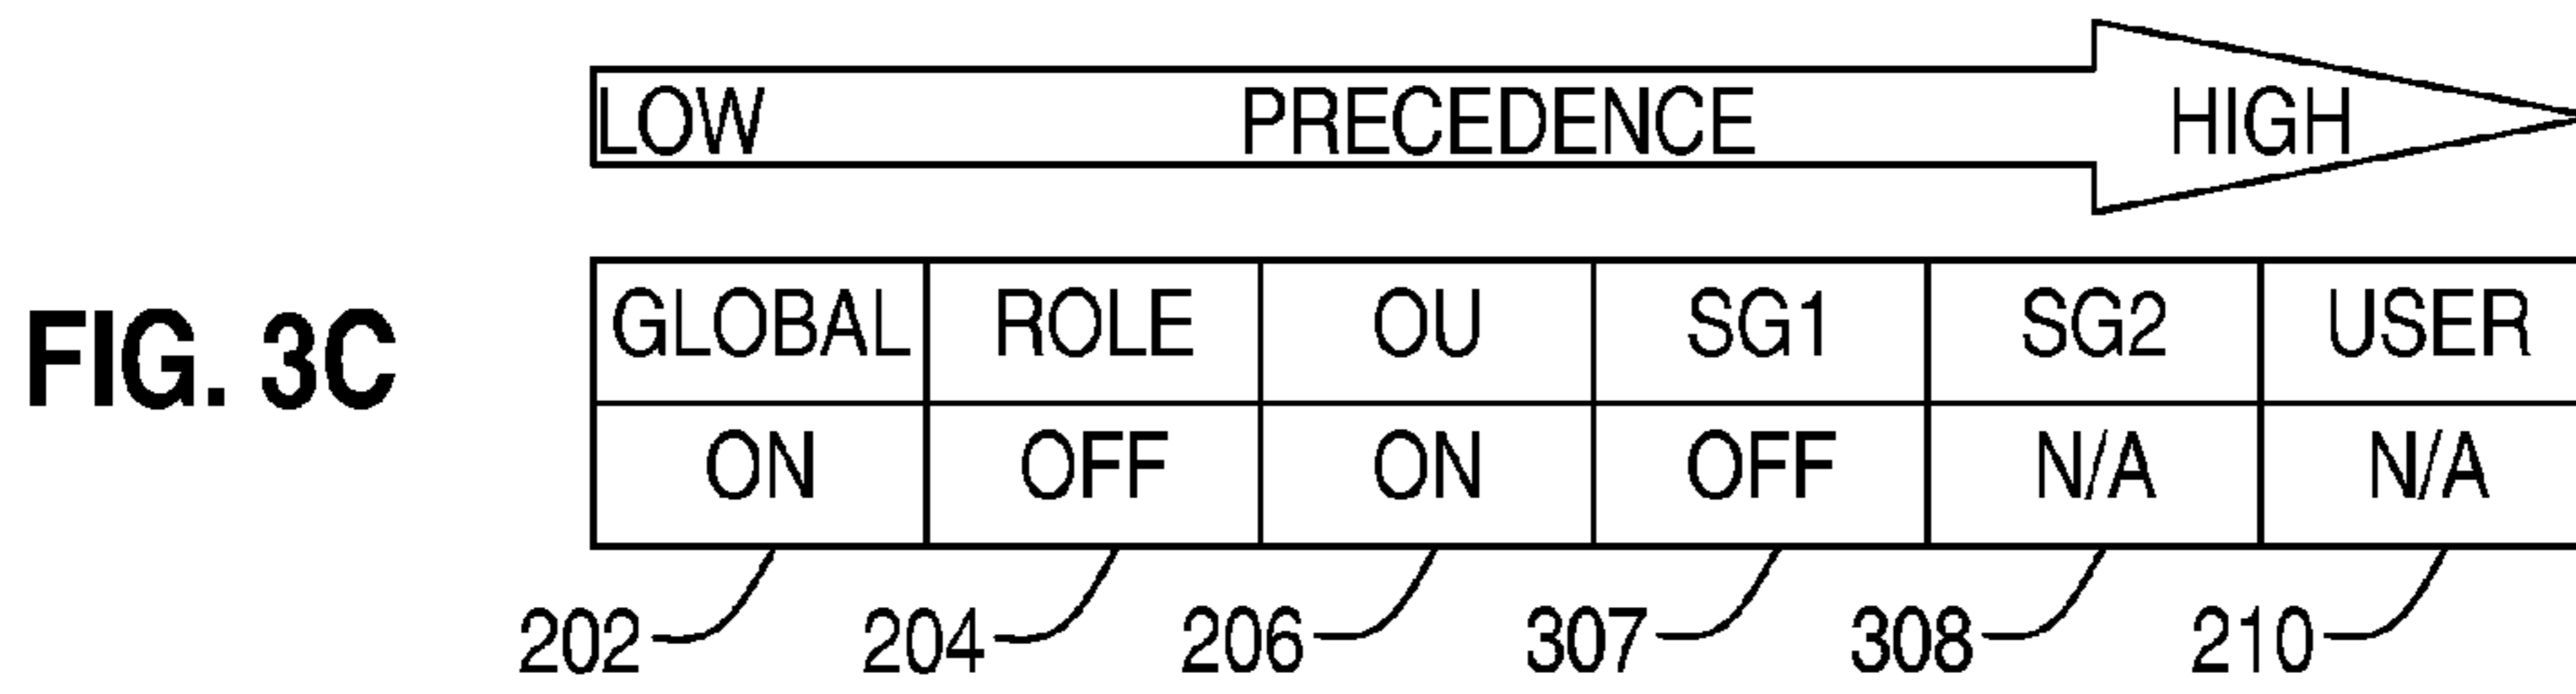 LOW PRECEDENCE HIGH
FIG. 3C
GLOBAL ROLE OU SG1 SG2 USER
ON OFF ON OFF N/A N/A
202 204 206 307 308 210